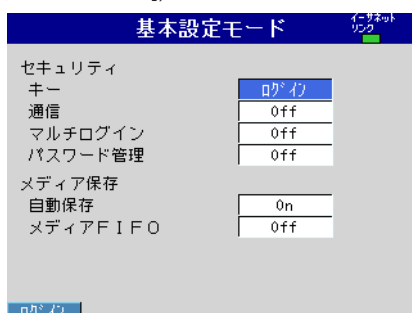 基本設定モード
イーサネット
リンク
セキュリティ
キー ﾛｸﾞｲﾝ
通信 Off
マルチログイン Off
パスワード管理 Off
メディア保存
自動保存 On
メディアＦＩＦＯ Off
ﾛｸﾞｲﾝ